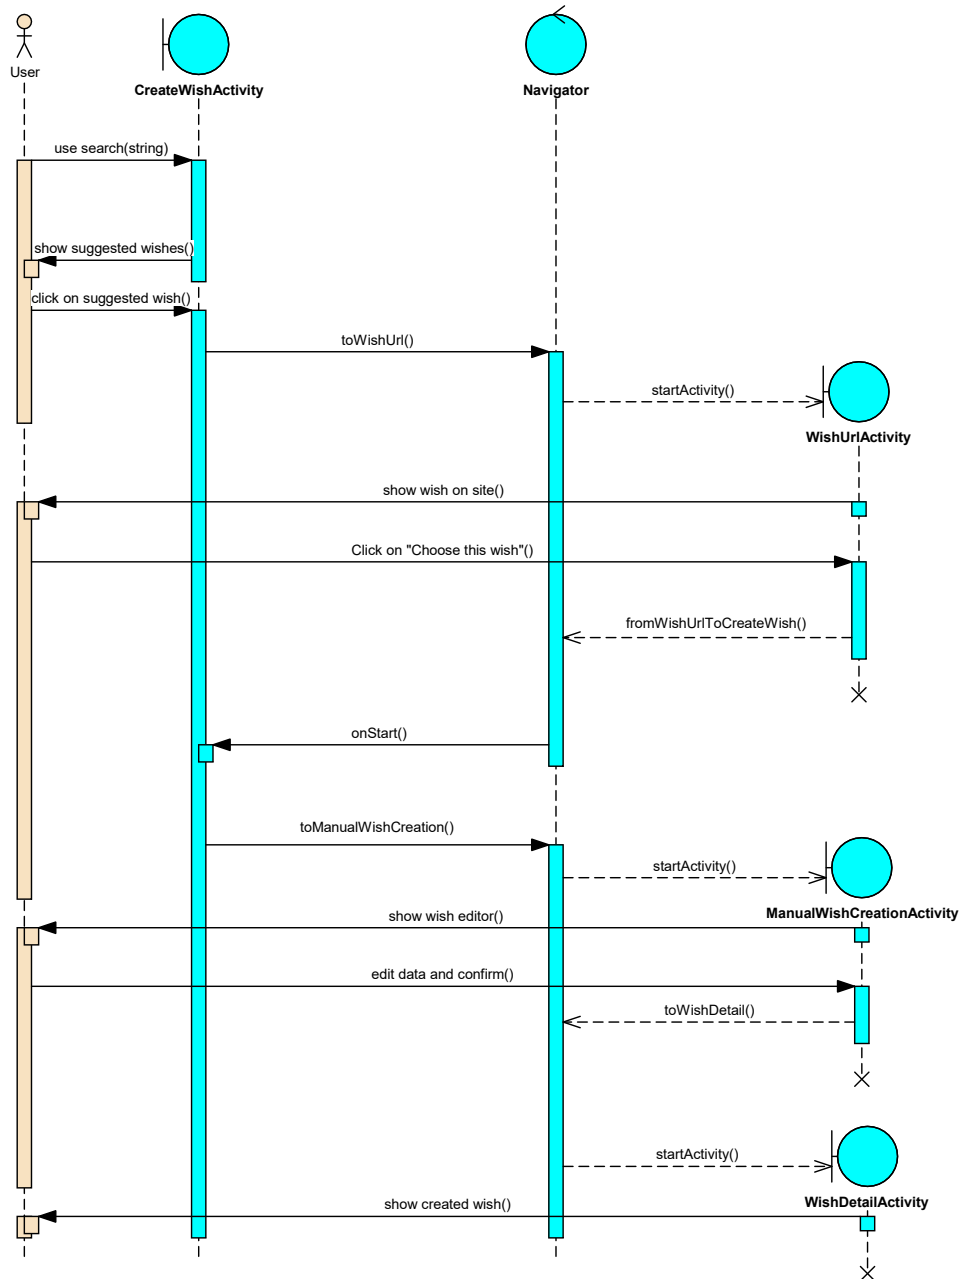 User
CreateWishActivity
Navigator
use search(string)
show suggested wishes()
click on suggested wish()
toWishUrl()
startActivity()
WishUrlActivity
show wish on site()
Click on "Choose this wish"()
fromWishUrlToCreateWish()
onStart()
toManualWishCreation()
startActivity()
ManualWishCreationActivity
show wish editor()
edit data and confirm()
toWishDetail()
startActivity()
WishDetailActivity
show created wish()